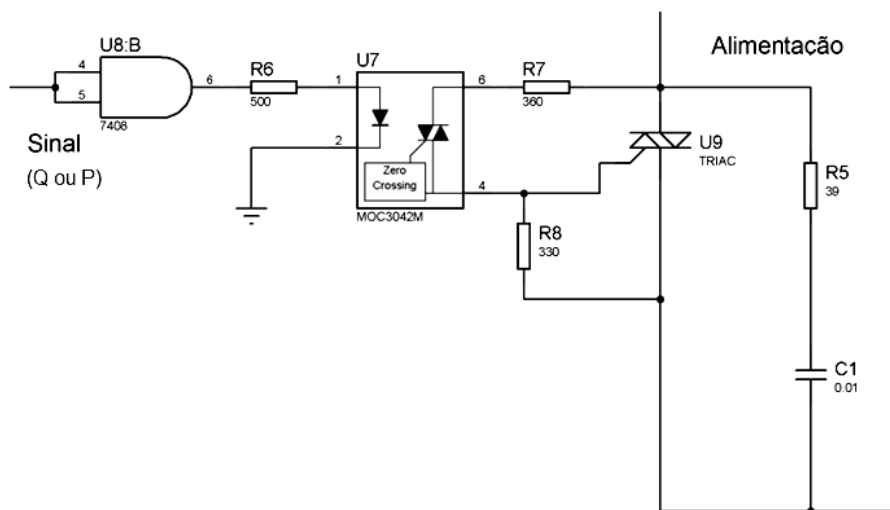 U8:B
4
5
6
7408
Sinal
(Q ou P)
R6
500
U7
1
2
6
4
Zero
Crossing
MOC3042M
R7
360
R8
330
Alimentação
U9
TRIAC
R5
39
C1
0.01